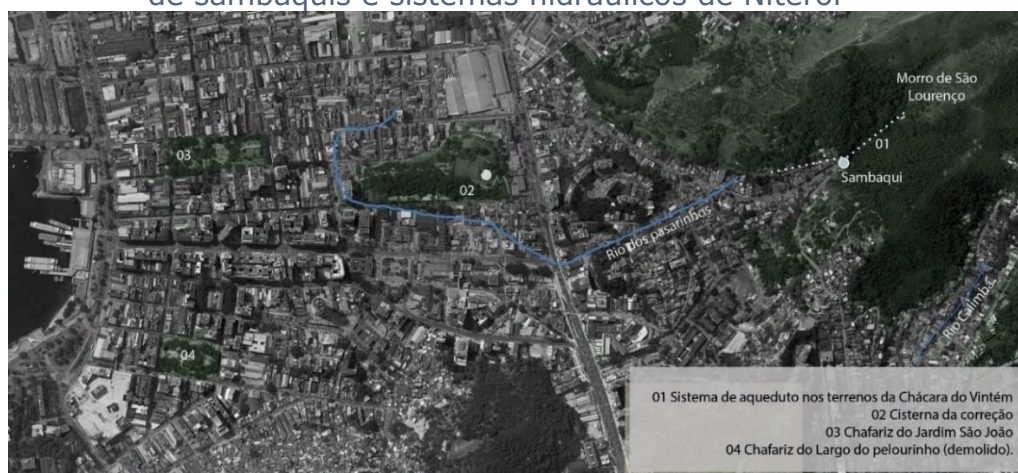 de sambaquis e sistemas hidráulicos de Niterói
Morro de São
Lourenço
01
Sambaqui
03
02
Rio dos pasarinhos
Rio Calimba
04
01 Sistema de aqueduto nos terrenos da Chácara do Vintém
02 Cisterna da correção
03 Chafariz do Jardim São João
04 Chafariz do Largo do pelourinho (demolido).